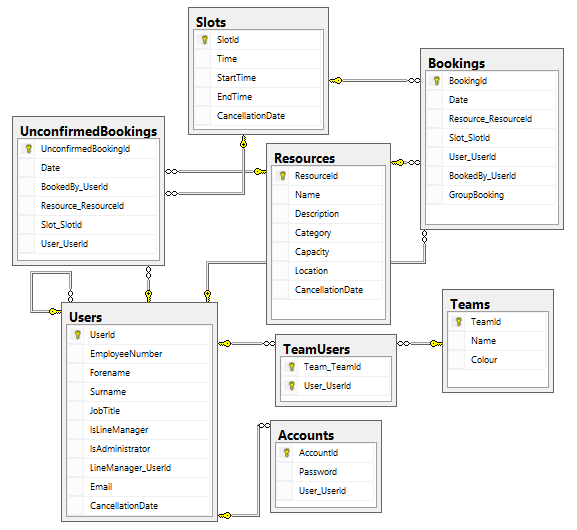 Slots
SlotId
Time
StartTime
EndTime
CancellationDate
Bookings
BookingId
Date
Resource_ResourceId
Slot_SlotId
User_UserId
BookedBy_UserId
GroupBooking
UnconfirmedBookings
UnconfirmedBookingId
Date
BookedBy_UserId
Resource_ResourceId
Slot_SlotId
User_UserId
Resources
ResourceId
Name
Description
Category
Capacity
Location
CancellationDate
Users
UserId
EmployeeNumber
Forename
Surname
JobTitle
IsLineManager
IsAdministrator
LineManager_UserId
Email
CancellationDate
TeamUsers
Team_TeamId
User_UserId
Teams
TeamId
Name
Colour
Accounts
AccountId
Password
User_UserId